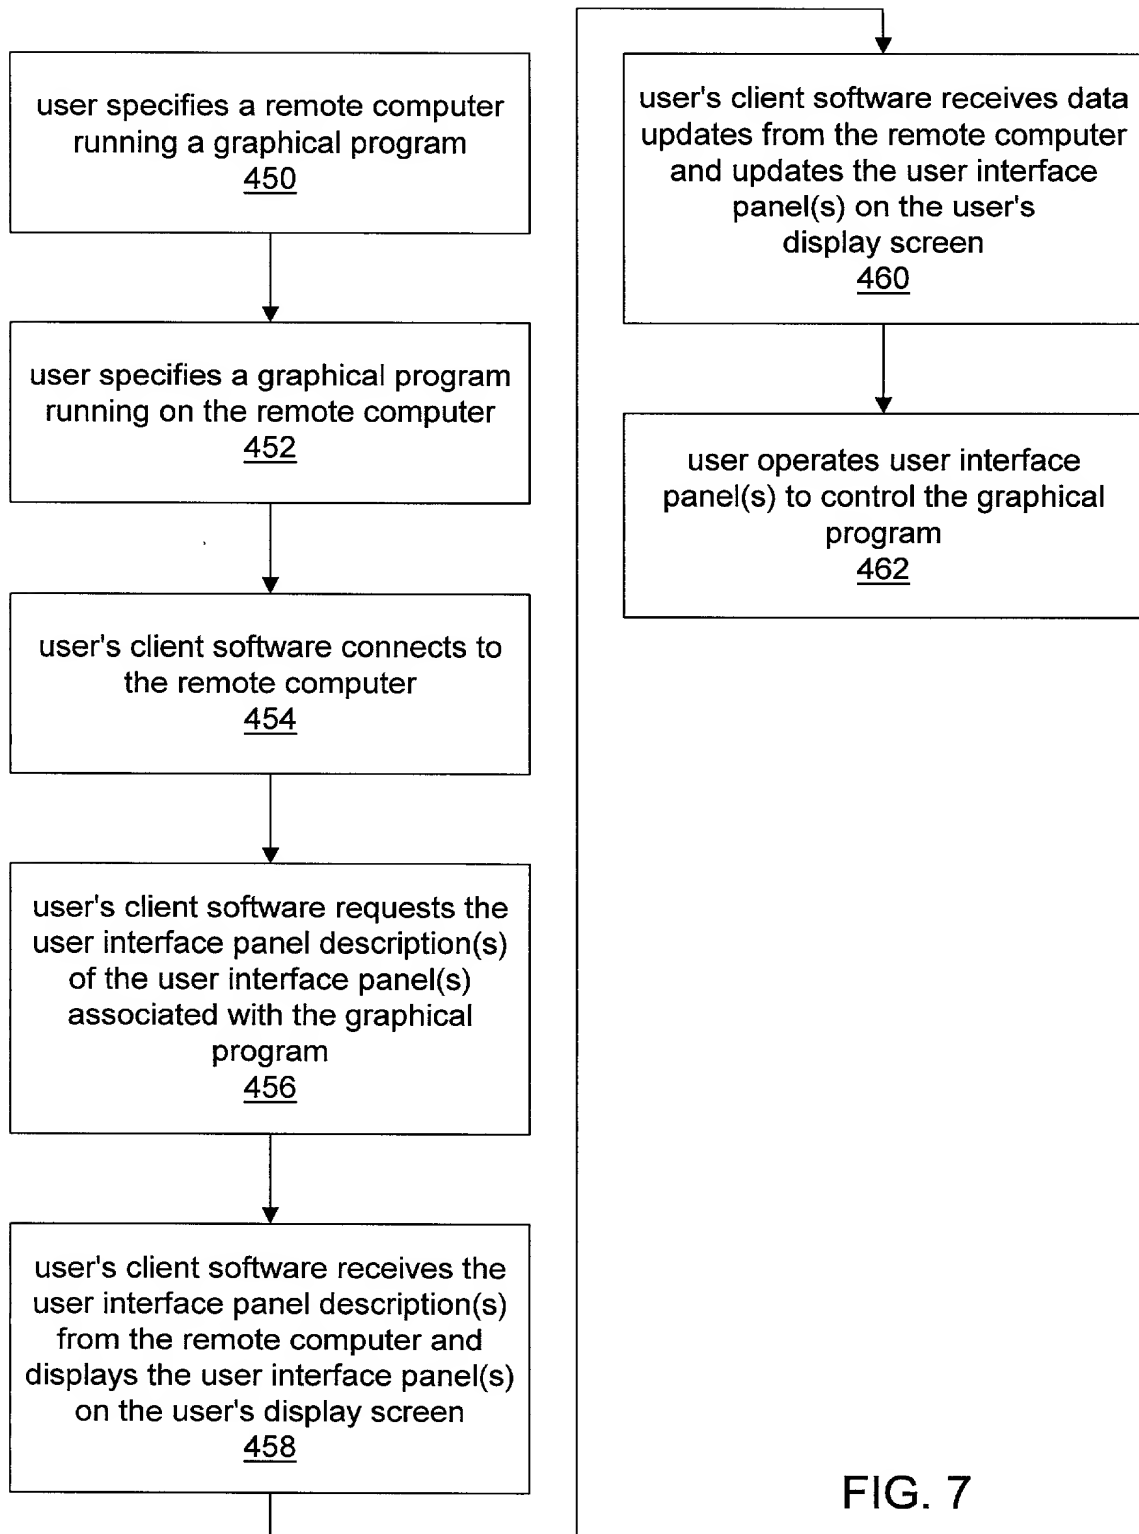 user specifies a remote computer
running a graphical program
450
user specifies a graphical program
running on the remote computer
452
user's client software connects to
the remote computer
454
user's client software requests the
user interface panel description(s)
of the user interface panel(s)
associated with the graphical
program
456
user's client software receives the
user interface panel description(s)
from the remote computer and
displays the user interface panel(s)
on the user's display screen
458
user's client software receives data
updates from the remote computer
and updates the user interface
panel(s) on the user's
display screen
460
user operates user interface
panel(s) to control the graphical
program
462
FIG. 7